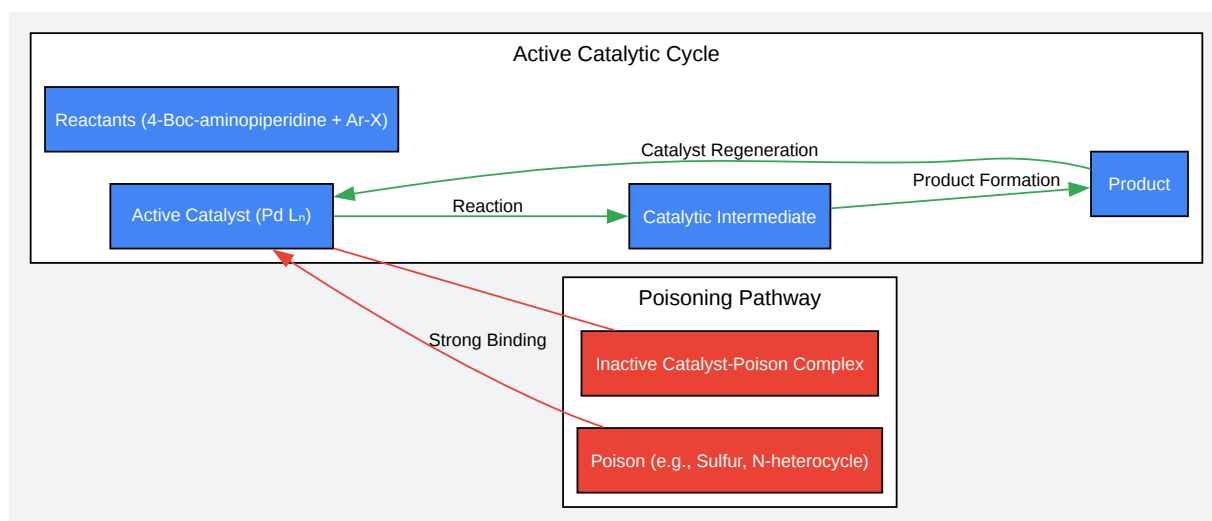 Active Catalytic Cycle
Reactants (4-Boc-aminopiperidine + Ar-X)
Catalyst Regeneration
Product Formation
Product
Active Catalyst (Pd Lₙ)
Reaction
Catalytic Intermediate
Poisoning Pathway
Strong Binding
Inactive Catalyst-Poison Complex
Poison (e.g., Sulfur, N-heterocycle)